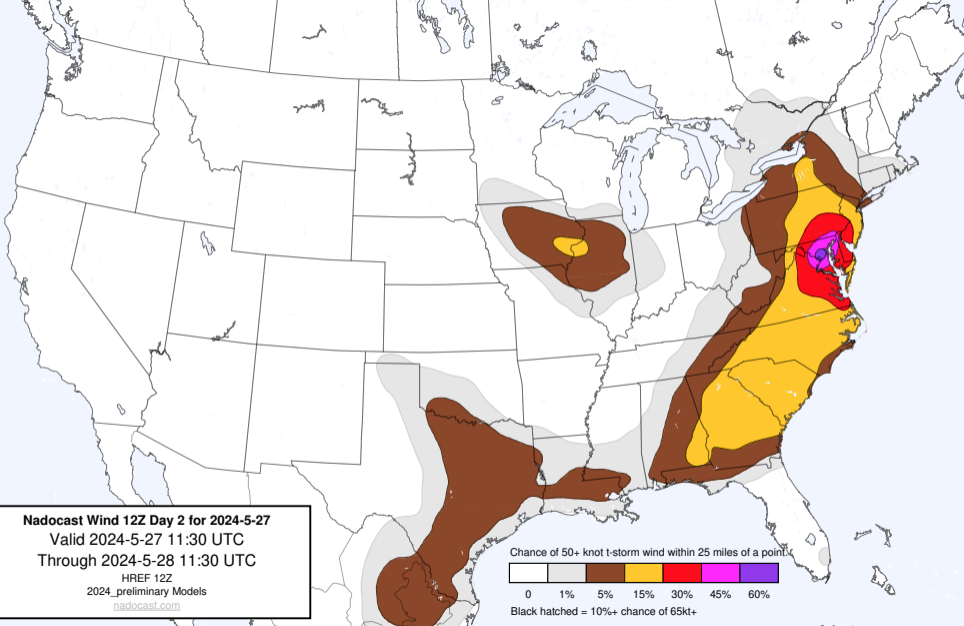 Nadocast Wind 12Z Day 2 for 2024-5-27
Valid 2024-5-27 11:30 UTC
Through 2024-5-28 11:30 UTC
HREF 12Z
2024_preliminary Models
nadocast.com
Chance of 50+ knot t-storm wind within 25 miles of a point.
0 1% 5% 15% 30% 45% 60%
Black hatched = 10%+ chance of 65kt+